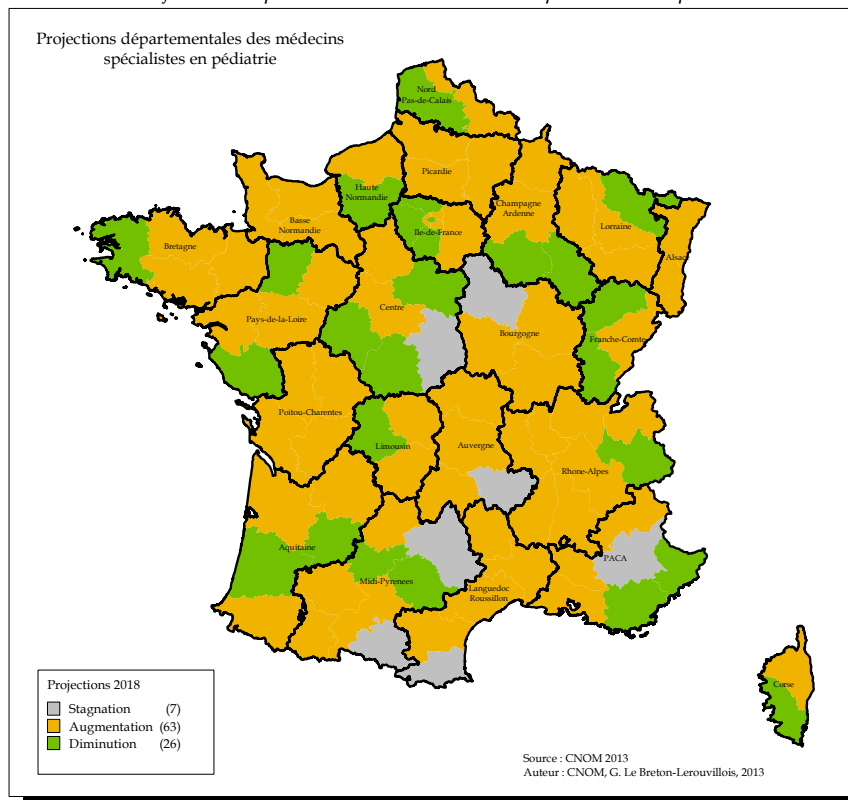 Projections départementales des médecins
spécialistes en pédiatrie
Nord
Pas-de-Calais
Picardie
Haute
Normandie
Champagne
Ardenne
Basse
Normandie
Ile-de-France
Lorraine
Alsace
Bretagne
Centre
Pays-de-la-Loire
Bourgogne
Franche-Comte
Poitou-Charentes
Limousin
Auvergne
Rhone-Alpes
Aquitaine
Midi-Pyrenees
PACA
Languedoc
Roussillon
Corse
Projections 2018
Stagnation (7)
Augmentation (63)
Diminution (26)
Source : CNOM 2013
Auteur : CNOM, G. Le Breton-Lerouvillois, 2013